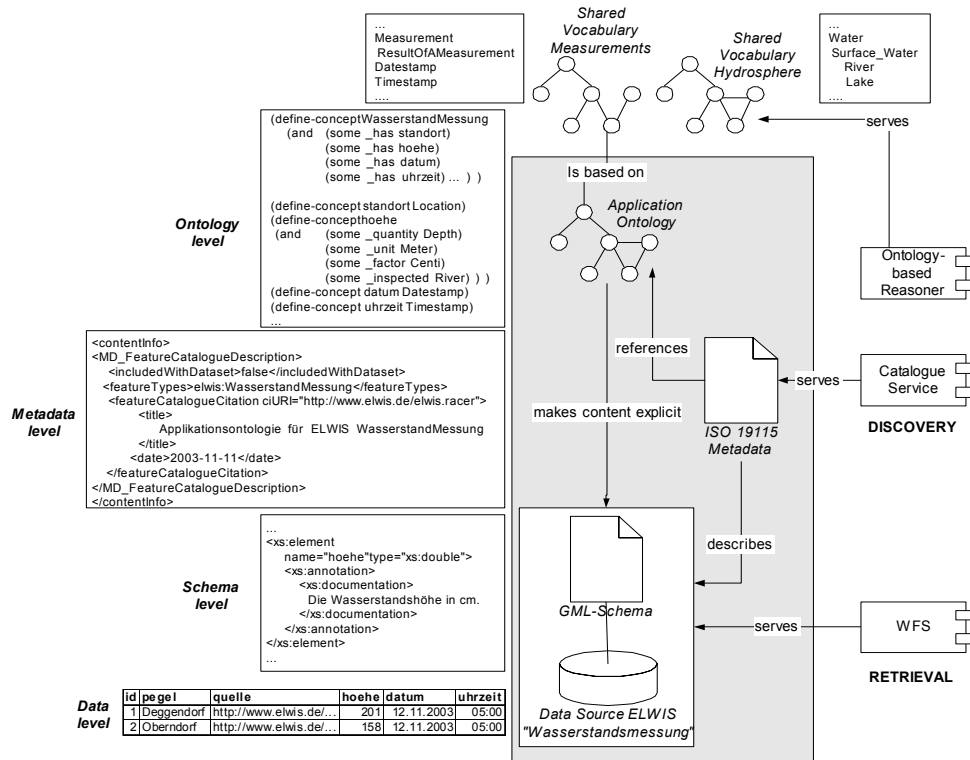 ...
Measurement
ResultOfAMeasurement
Datestamp
Timestamp
....
Shared
Vocabulary
Measurements
Shared
Vocabulary
Hydrosphere
...
Water
Surface_Water
River
Lake
....
serves
(define-conceptWasserstandMessung
(and (some _has standort)
(some _has hoehe)
(some _has datum)
(some _has uhrzeit) ... ) )
(define-concept standort Location)
(define-concepthoehe
(and (some _quantity Depth)
(some _unit Meter)
(some _factor Centi)
(some _inspected River) ) )
(define-concept datum Datestamp)
(define-concept uhrzeit Timestamp)
...
Ontology
level
Is based on
Application
Ontology
Ontology-
based
Reasoner
<contentInfo>
<MD_FeatureCatalogueDescription>
<includedWithDataset>false</includedWithDataset>
<featureTypes>elwis:WasserstandMessung</featureTypes>
<featureCatalogueCitation ciURI="http://www.elwis.de/elwis.racer">
<title>
Applikationsontologie für ELWIS WasserstandMessung
</title>
<date>2003-11-11</date>
</featureCatalogueCitation>
</MD_FeatureCatalogueDescription>
</contentInfo>
Metadata
level
references
makes content explicit
ISO 19115
Metadata
serves
Catalogue
Service
DISCOVERY
...
<xs:element
name="hoehe"type="xs:double">
<xs:annotation>
<xs:documentation>
Die Wasserstandshöhe in cm.
</xs:documentation>
</xs:annotation>
</xs:element>
...
Schema
level
describes
GML-Schema
serves
WFS
RETRIEVAL
Data
level
id pegel quelle hoehe datum uhrzeit
1 Deggendorf http://www.elwis.de/... 201 12.11.2003 05:00
2 Oberndorf http://www.elwis.de/... 158 12.11.2003 05:00
Data Source ELWIS
"Wasserstandsmessung"